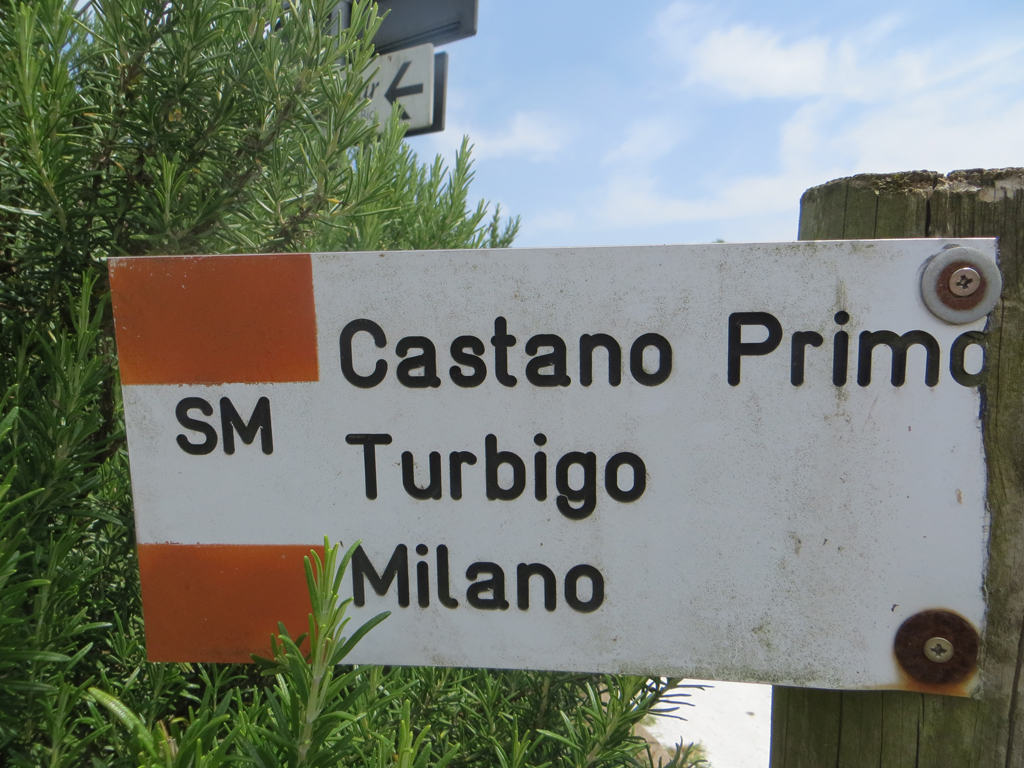 SM
Castano Primo
Turbigo
Milano